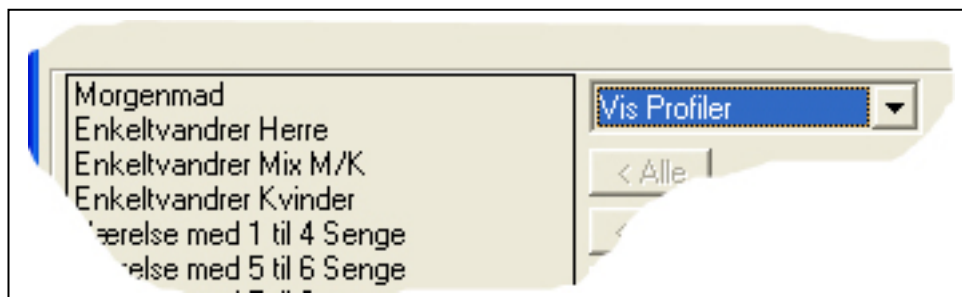 Morgenmad
Enkeltvandrer Herre
Enkeltvandrer Mix M/K
Enkeltvandrer Kvinder
med 1 til 4 Senge
med 5 til 6 Senge
Vis Profiler
< Alle
<